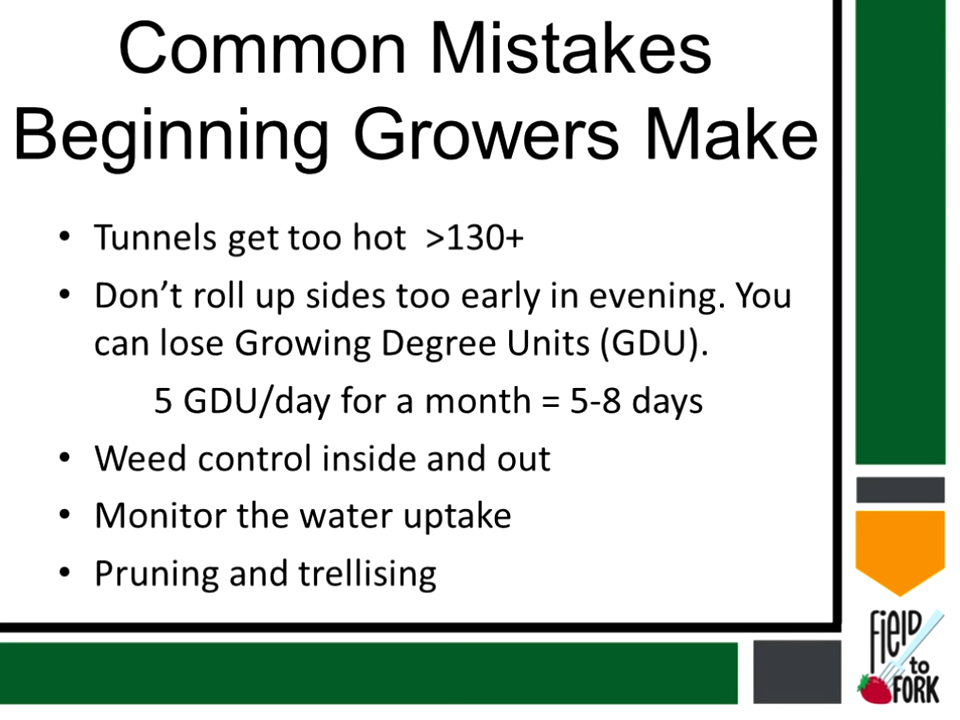 Common Mistakes
Beginning Growers Make
• Tunnels get too hot  >130+
• Don’t roll up sides too early in evening. You
can lose Growing Degree Units (GDU).
5 GDU/day for a month = 5-8 days
• Weed control inside and out
• Monitor the water uptake
• Pruning and trellising
FieLD
to
FORK